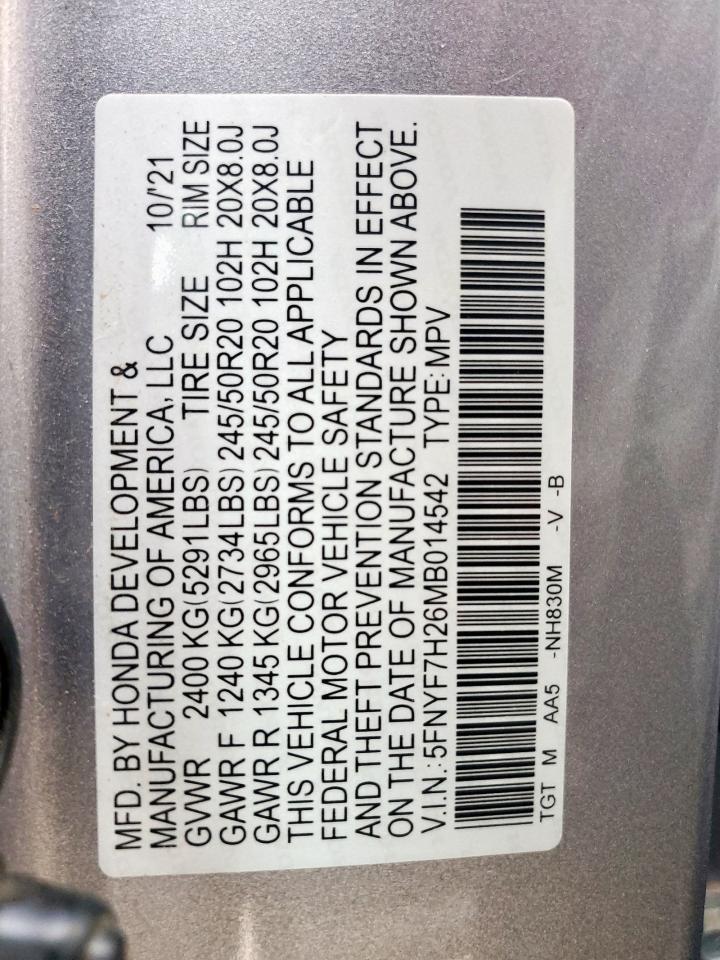 MFD. BY HONDA DEVELOPMENT &
MANUFACTURING OF AMERICA, LLC 10/'21
GVWR 2400 KG(5291LBS) TIRE SIZE RIM SIZE
GAWR F 1240 KG(2734LBS) 245/50R20 102H 20X8.0J
GAWR R 1345 KG(2965LBS) 245/50R20 102H 20X8.0J
THIS VEHICLE CONFORMS TO ALL APPLICABLE
FEDERAL MOTOR VEHICLE SAFETY
AND THEFT PREVENTION STANDARDS IN EFFECT
ON THE DATE OF MANUFACTURE SHOWN ABOVE.
V.I.N.: 5FNYF7H26MB014542 TYPE: MPV
TGT M AA5 -NH830M -V -B